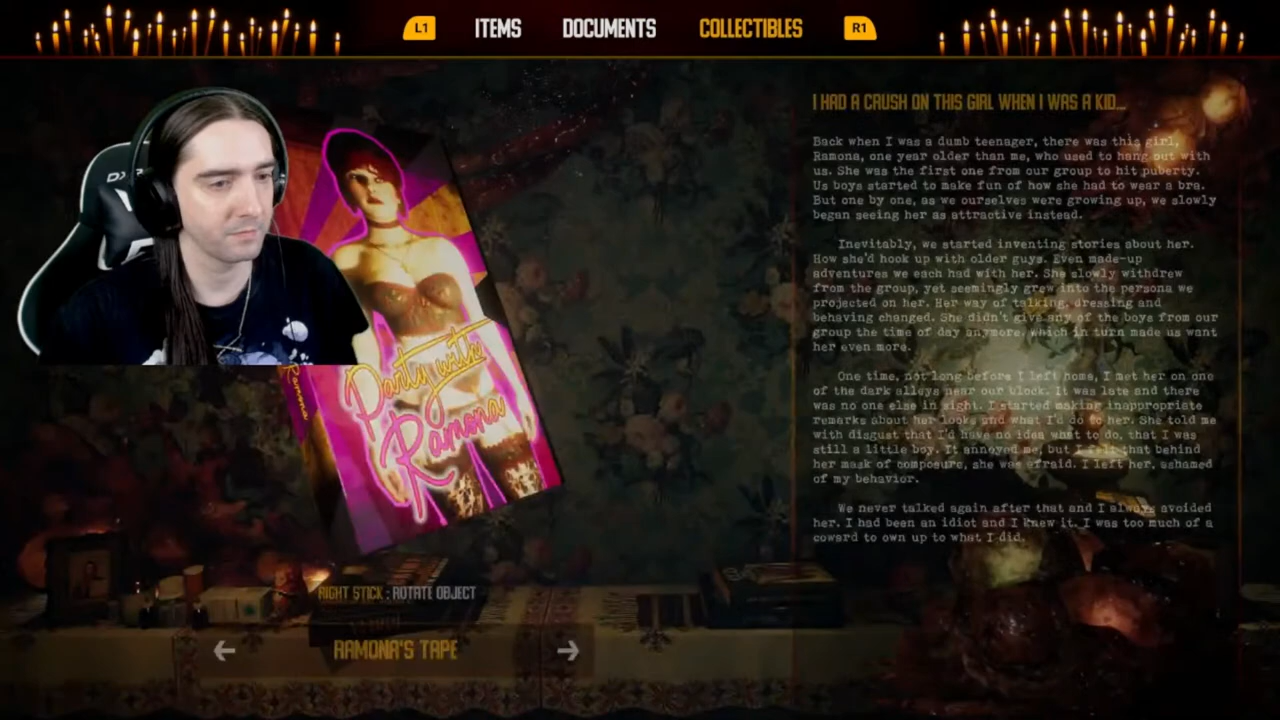 L1 ITEMS DOCUMENTS COLLECTIBLES R1
I HAD A CRUSH ON THIS GIRL WHEN I WAS A KID...
Back when I was a dumb teenager, there was this girl,
Ramona, one year older than me, who used to hang out with
us. She was the first one from our group to hit puberty.
Us boys started to make fun of how she had to wear a bra.
But one by one, as we ourselves were growing up, we slowly
began seeing her as attractive instead.
Inevitably, we started inventing stories about her.
How she'd hook up with older guys. Even made-up
adventures we each had with her. She slowly withdrew
from the group, yet seemingly grew into the persona we
projected on her. Her way of talking, dressing and
behaving changed. She didn't give any of the boys from our
group the time of day anymore, which in turn made us want
her even more.
One time, not long before I left home, I met her on one
of the dark alleys near our block. It was late and there
was no one else in sight. I started making inappropriate
remarks about her look and what I'd do to her. She told me
with disgust that I'd have no idea what to do, that I was
still a little boy. It annoyed me, but I felt that behind
her mask of composure, she was afraid. I left her, ashamed
of my behavior.
We never talked again after that and I always avoided
her. I had been an idiot and I knew it. I was too much of a
coward to own up to what I did.
Party with
Ramona
Ramona
RIGHT STICK : ROTATE OBJECT
← RAMONA'S TAPE →